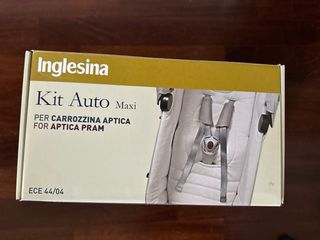 Inglesina
Kit Auto Maxi
PER CARROZZINA APTICA
FOR APTICA PRAM
ECE 44/04